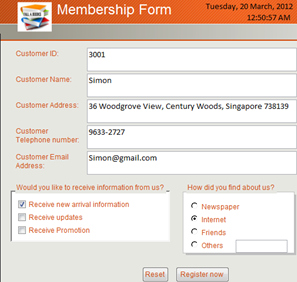 Membership Form
Tuesday, 20 March, 2012
12:50:57 AM
Customer ID: 3001
Customer Name: Simon
Customer Address: 36 Woodgrove View, Century Woods, Singapore 738139
Customer
Telephone number: 9633-2727
Customer Email
Address: Simon@gmail.com
Would you like to receive information from us?
Receive new arrival information
Receive updates
Receive Promotion
How did you find about us?
Newspaper
Internet
Friends
Others
Reset
Register now